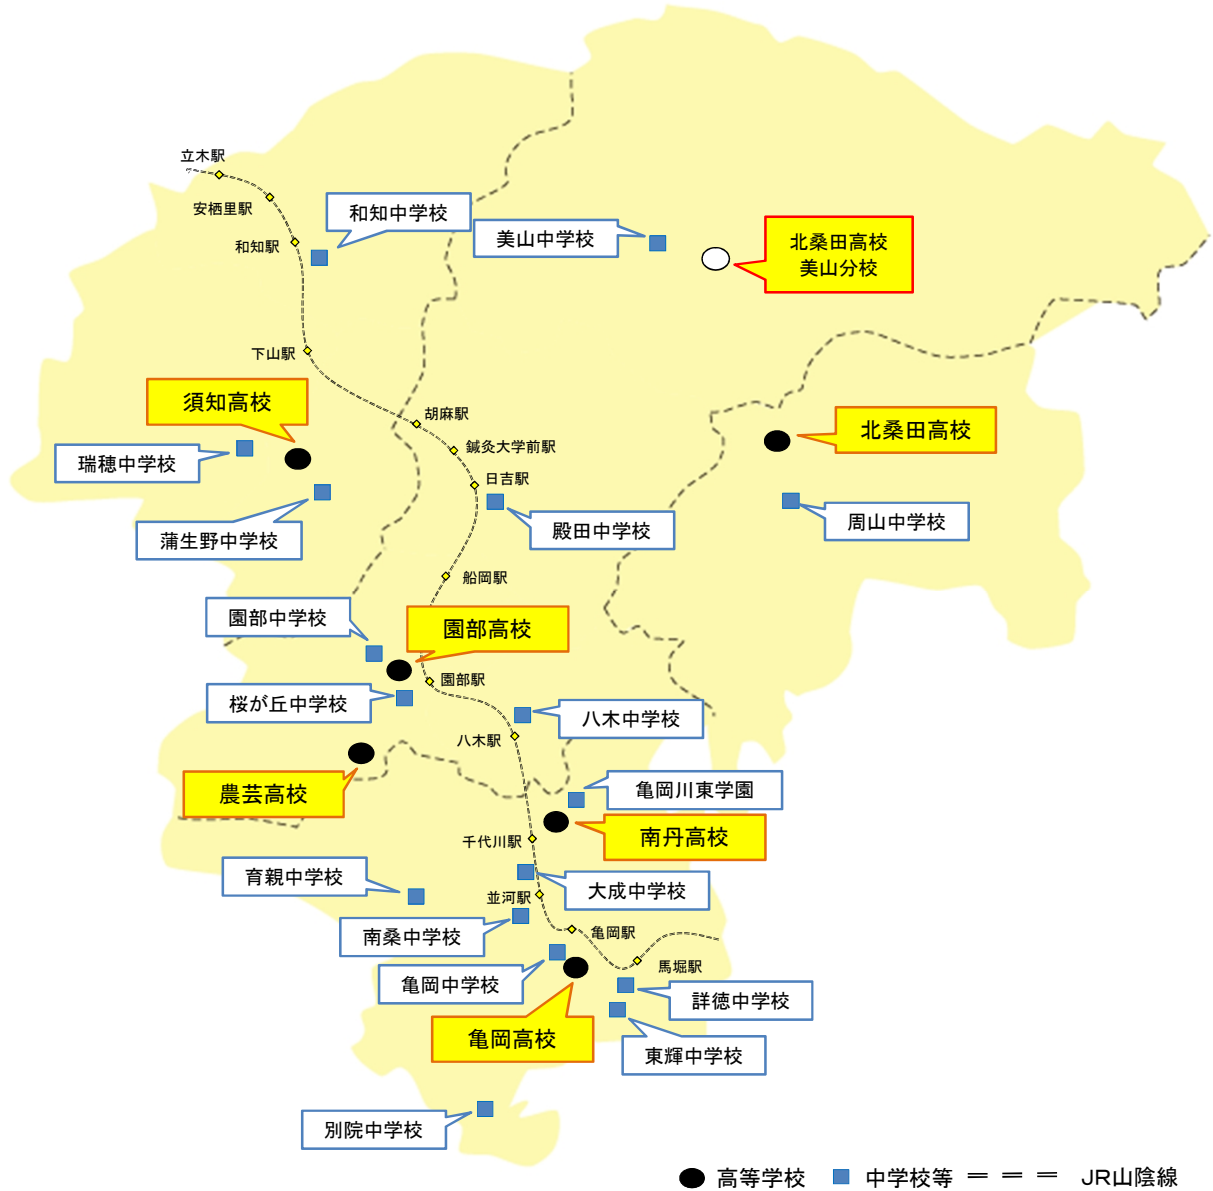 立木駅
安栖里駅
和知中学校
美山中学校
北桑田高校
美山分校
和知駅
下山駅
須知高校
胡麻駅
北桑田高校
鍼灸大学前駅
瑞穂中学校
日吉駅
蒲生野中学校
殿田中学校
周山中学校
船岡駅
園部中学校
園部高校
園部駅
桜が丘中学校
八木中学校
八木駅
農芸高校
亀岡川東学園
千代川駅
南丹高校
育親中学校
大成中学校
並河駅
南桑中学校
亀岡駅
馬堀駅
亀岡中学校
詳徳中学校
亀岡高校
東輝中学校
別院中学校
高等学校 中学校等 JR山陰線